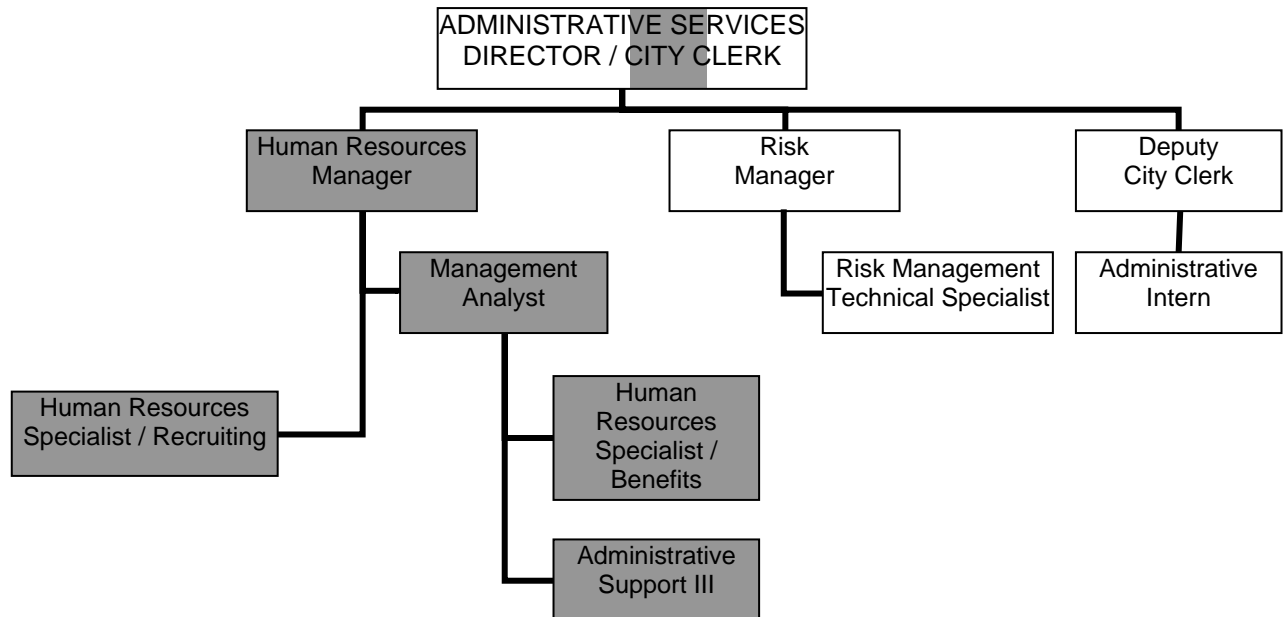 ADMINISTRATIVE SERVICES
DIRECTOR / CITY CLERK
Human Resources
Manager
Risk
Manager
Deputy
City Clerk
Management
Analyst
Risk Management
Technical Specialist
Administrative
Intern
Human Resources
Specialist / Recruiting
Human
Resources
Specialist /
Benefits
Administrative
Support III